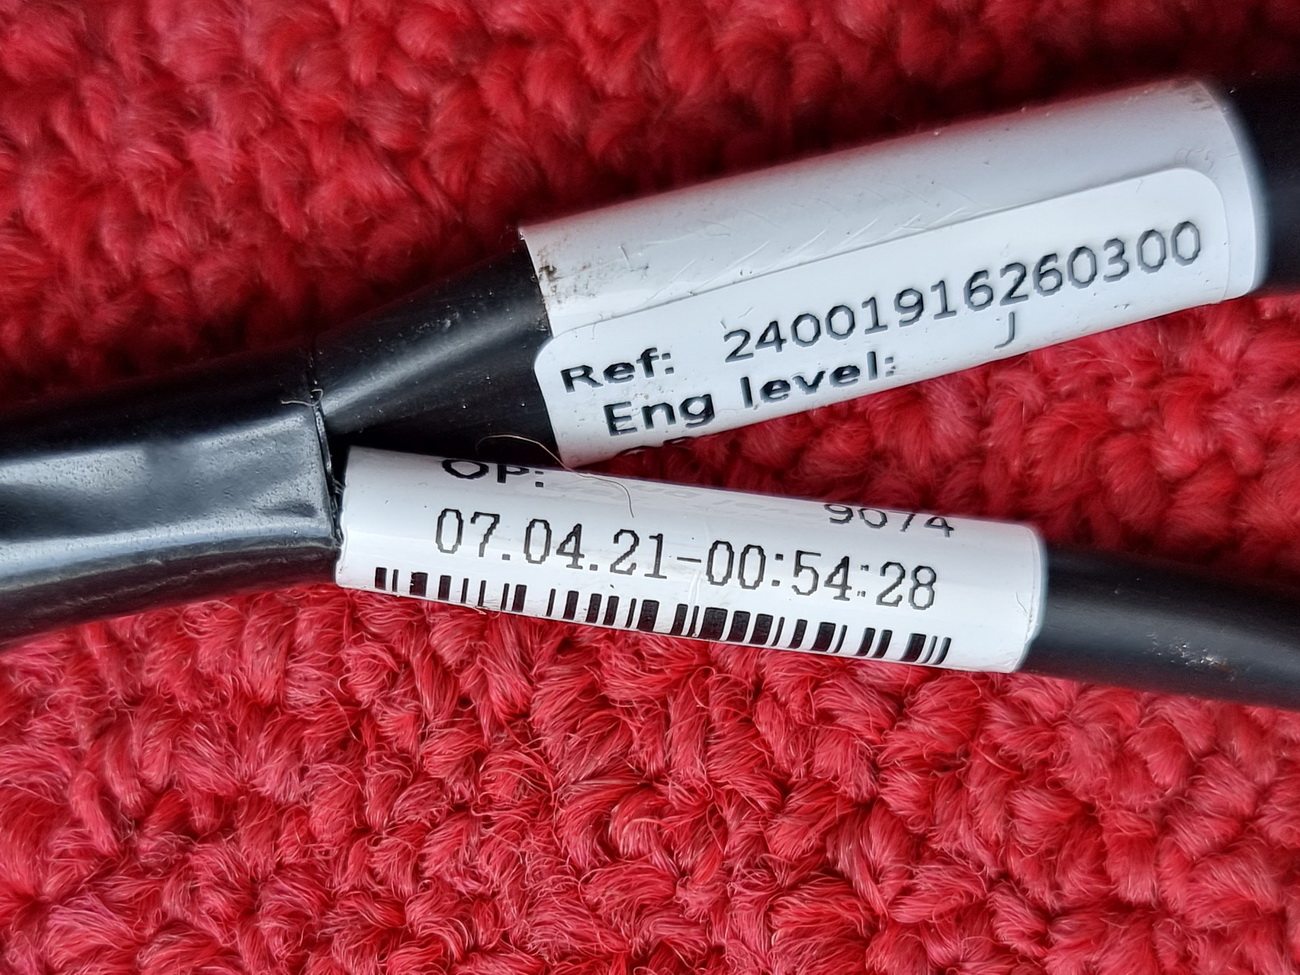 Ref: 24001916260300
Eng level: J
OP: 9074
07.04.21-00:54:28